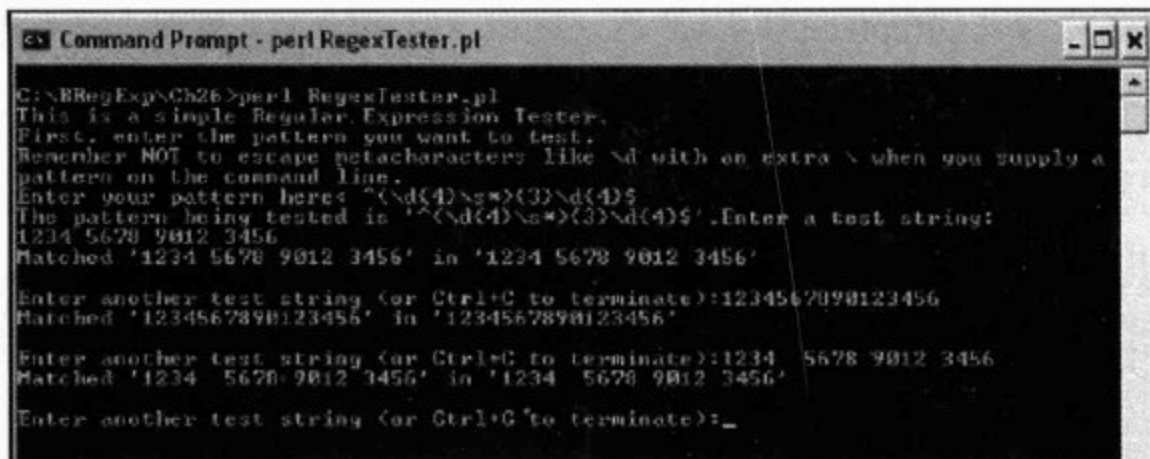 Command Prompt - perl RegexTester.pl
C:\BRegExp\Ch26>perl RegexTester.pl
This is a simple Regular Expression Tester.
First, enter the pattern you want to test.
Remember NOT to escape metacharacters like \d with an extra \ when you supply a
pattern on the command line.
Enter your pattern here: ^(\d{4}\s*){3}\d{4}$
The pattern being tested is '^(\d{4}\s*){3}\d{4}$'.Enter a test string:
1234 5678 9012 3456
Matched '1234 5678 9012 3456' in '1234 5678 9012 3456'
Enter another test string (or Ctrl+C to terminate):1234567890123456
Matched '1234567890123456' in '1234567890123456'
Enter another test string (or Ctrl+C to terminate):1234  5678 9012 3456
Matched '1234  5678 9012 3456' in '1234  5678 9012 3456'
Enter another test string (or Ctrl+C to terminate):_